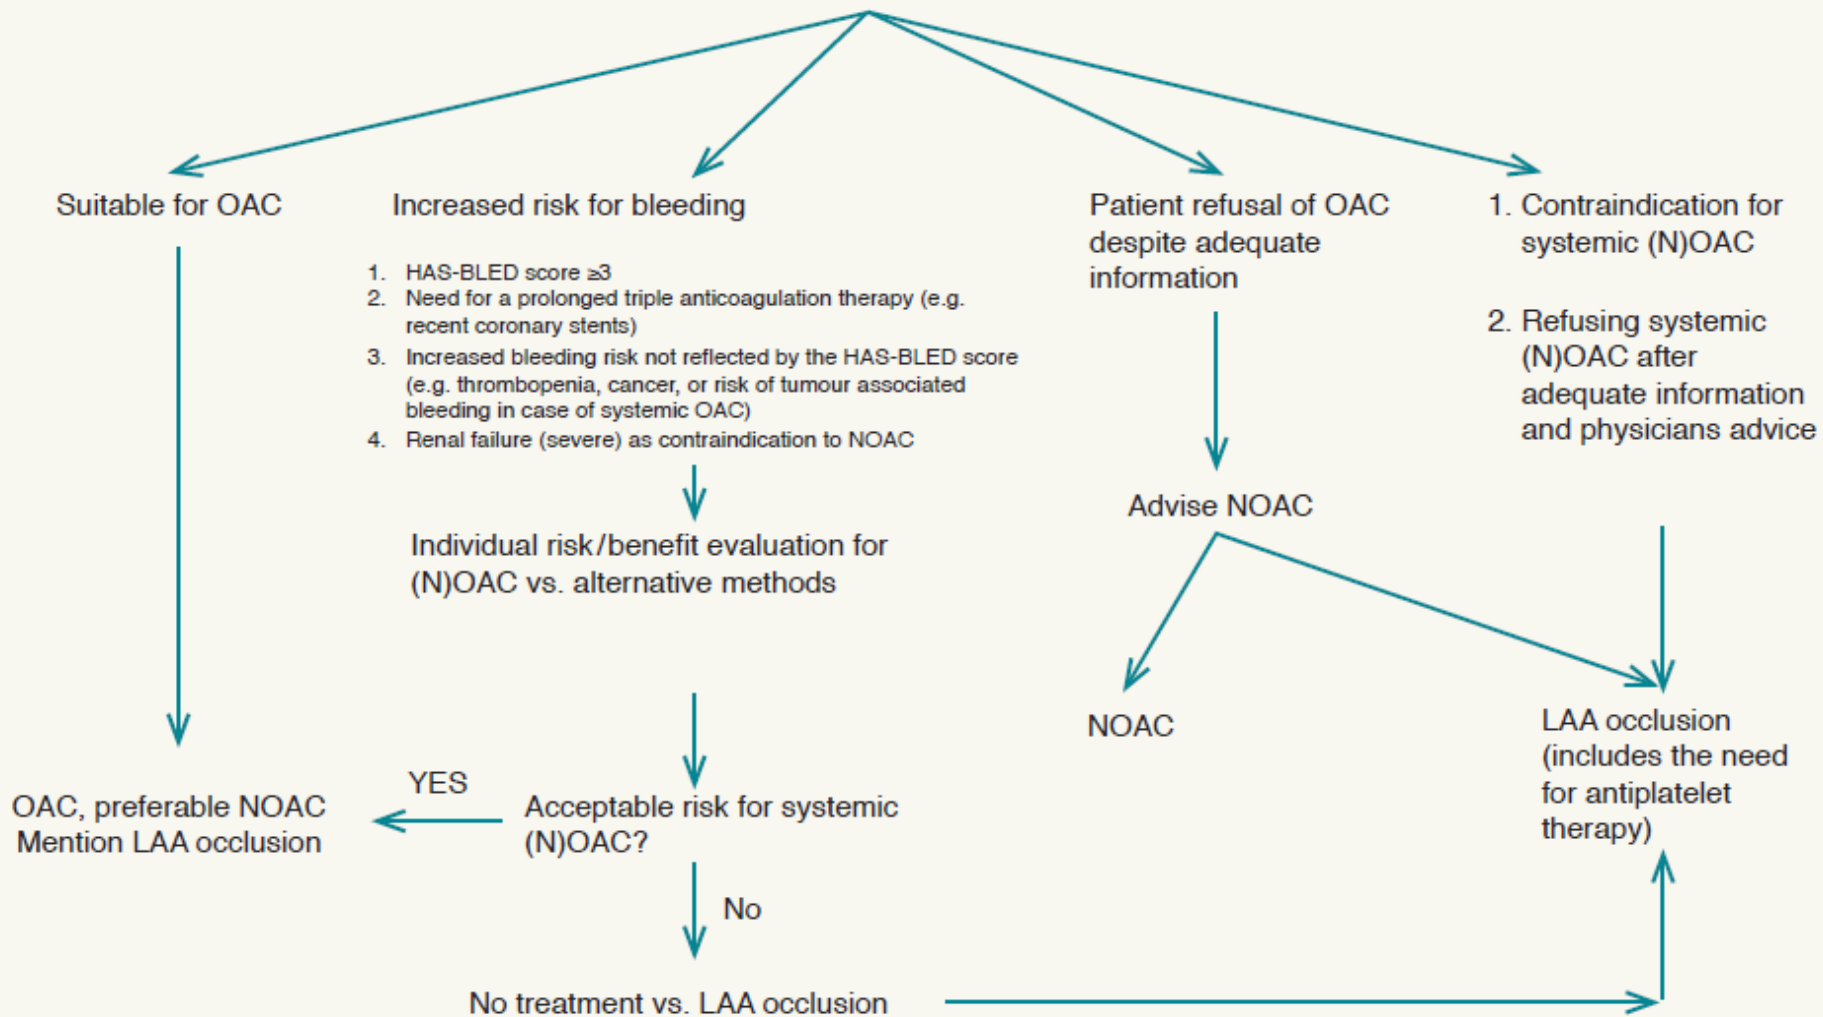 Suitable for OAC
Increased risk for bleeding
1. HAS-BLED score ≥3
2. Need for a prolonged triple anticoagulation therapy (e.g.
recent coronary stents)
3. Increased bleeding risk not reflected by the HAS-BLED score
(e.g. thrombopenia, cancer, or risk of tumour associated
bleeding in case of systemic OAC)
4. Renal failure (severe) as contraindication to NOAC
Individual risk/benefit evaluation for
(N)OAC vs. alternative methods
Patient refusal of OAC
despite adequate
information
Advise NOAC
NOAC
1. Contraindication for
systemic (N)OAC
2. Refusing systemic
(N)OAC after
adequate information
and physicians advice
LAA occlusion
(includes the need
for antiplatelet
therapy)
OAC, preferable NOAC
Mention LAA occlusion
YES
Acceptable risk for systemic
(N)OAC?
No
No treatment vs. LAA occlusion